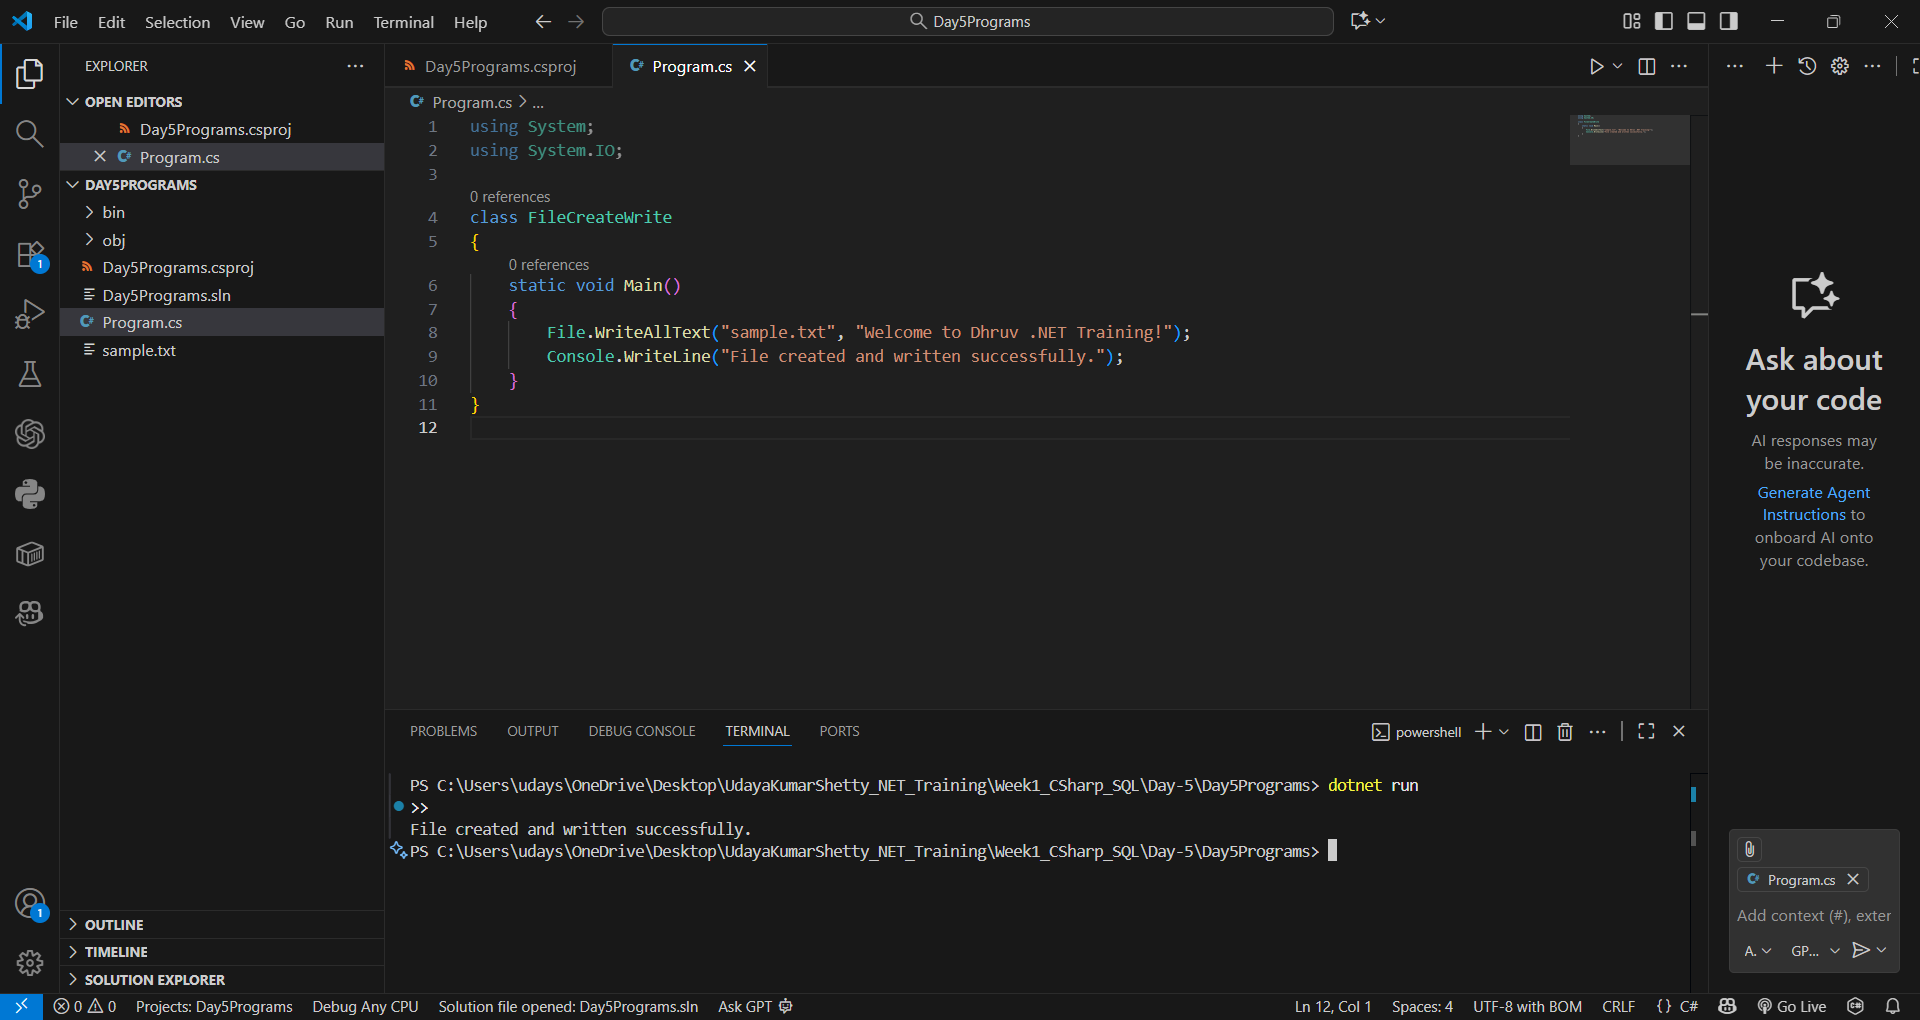 File Edit Selection View Go Run Terminal Help
Day5Programs
EXPLORER
OPEN EDITORS
Day5Programs.csproj
Program.cs
DAY5PROGRAMS
bin
obj
Day5Programs.csproj
Day5Programs.sln
Program.cs
sample.txt
OUTLINE
TIMELINE
SOLUTION EXPLORER
1
1
Day5Programs.csproj
Program.cs
Program.cs > ...
1 using System;
2 using System.IO;
3
0 references
4 class FileCreateWrite
5 {
0 references
6 static void Main()
7 {
8 File.WriteAllText("sample.txt", "Welcome to Dhruv .NET Training!");
9 Console.WriteLine("File created and written successfully.");
10 }
11 }
12
PROBLEMS OUTPUT DEBUG CONSOLE TERMINAL PORTS
powershell
PS C:\Users\udays\OneDrive\Desktop\UdayaKumarShetty_NET_Training\Week1_CSharp_SQL\Day-5\Day5Programs> dotnet run
>>
File created and written successfully.
PS C:\Users\udays\OneDrive\Desktop\UdayaKumarShetty_NET_Training\Week1_CSharp_SQL\Day-5\Day5Programs>
Ask about
your code
AI responses may
be inaccurate.
Generate Agent
Instructions to
onboard AI onto
your codebase.
Program.cs
Add context (#), exter
A.
GP...
0 0 Projects: Day5Programs Debug Any CPU Solution file opened: Day5Programs.sln Ask GPT Ln 12, Col 1 Spaces: 4 UTF-8 with BOM CRLF {} C# Go Live